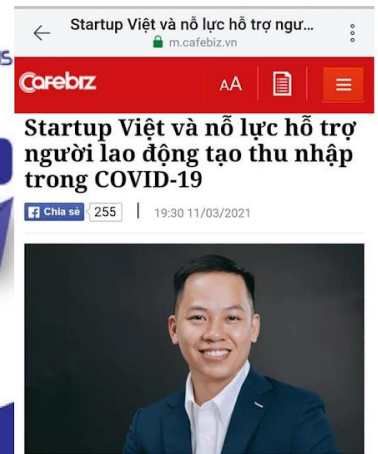 Startup Việt và nỗ lực hỗ trợ ngư...
m.cafebiz.vn
CafeBiz
AA
Startup Việt và nỗ lực hỗ trợ
người lao động tạo thu nhập
trong COVID-19
Chia sẻ 255 | 19:30 11/03/2021